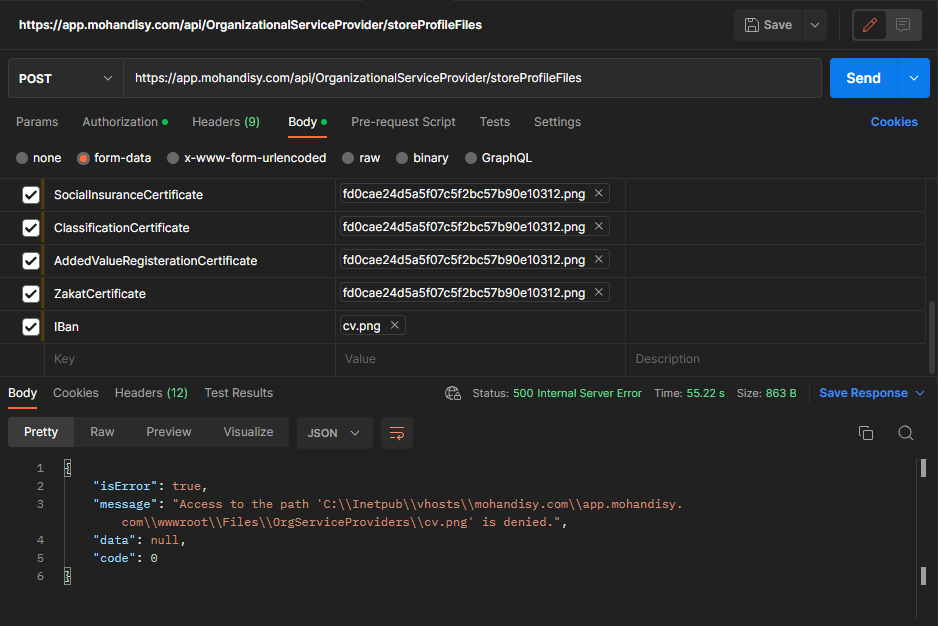 https://app.mohandisy.com/api/OrganizationalServiceProvider/storeProfileFiles
Save
POST
https://app.mohandisy.com/api/OrganizationalServiceProvider/storeProfileFiles
Send
Params Authorization Headers (9) Body Pre-request Script Tests Settings Cookies
none form-data x-www-form-urlencoded raw binary GraphQL
SocialInsuranceCertificate fd0cae24d5a5f07c5f2bc57b90e10312.png
ClassificationCertificate fd0cae24d5a5f07c5f2bc57b90e10312.png
AddedValueRegisterationCertificate fd0cae24d5a5f07c5f2bc57b90e10312.png
ZakatCertificate fd0cae24d5a5f07c5f2bc57b90e10312.png
IBan cv.png
Key Value Description
Body Cookies Headers (12) Test Results Status: 500 Internal Server Error Time: 55.22 s Size: 863 B Save Response
Pretty Raw Preview Visualize JSON
1 {
2 "isError": true,
3 "message": "Access to the path 'C:\\Inetpub\\vhosts\\mohandisy.com\\app.mohandisy.
com\\wwwroot\\Files\\OrgServiceProviders\\cv.png' is denied.",
4 "data": null,
5 "code": 0
6 }